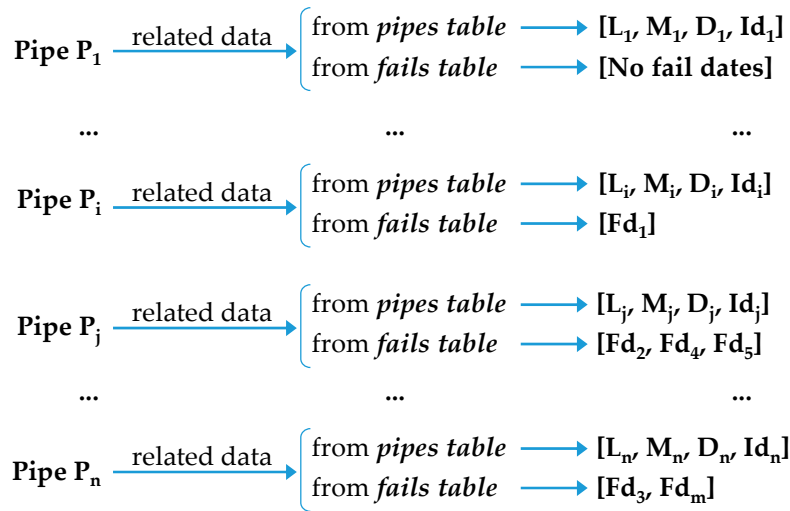 Pipe P₁ related data from pipes table [L₁, M₁, D₁, Id₁]
from fails table [No fail dates]
... ... ...
Pipe Pᵢ related data from pipes table [Lᵢ, Mᵢ, Dᵢ, Idᵢ]
from fails table [Fd₁]
Pipe Pⱼ related data from pipes table [Lⱼ, Mⱼ, Dⱼ, Idⱼ]
from fails table [Fd₂, Fd₄, Fd₅]
... ... ...
Pipe Pₙ related data from pipes table [Lₙ, Mₙ, Dₙ, Idₙ]
from fails table [Fd₃, Fdₘ]